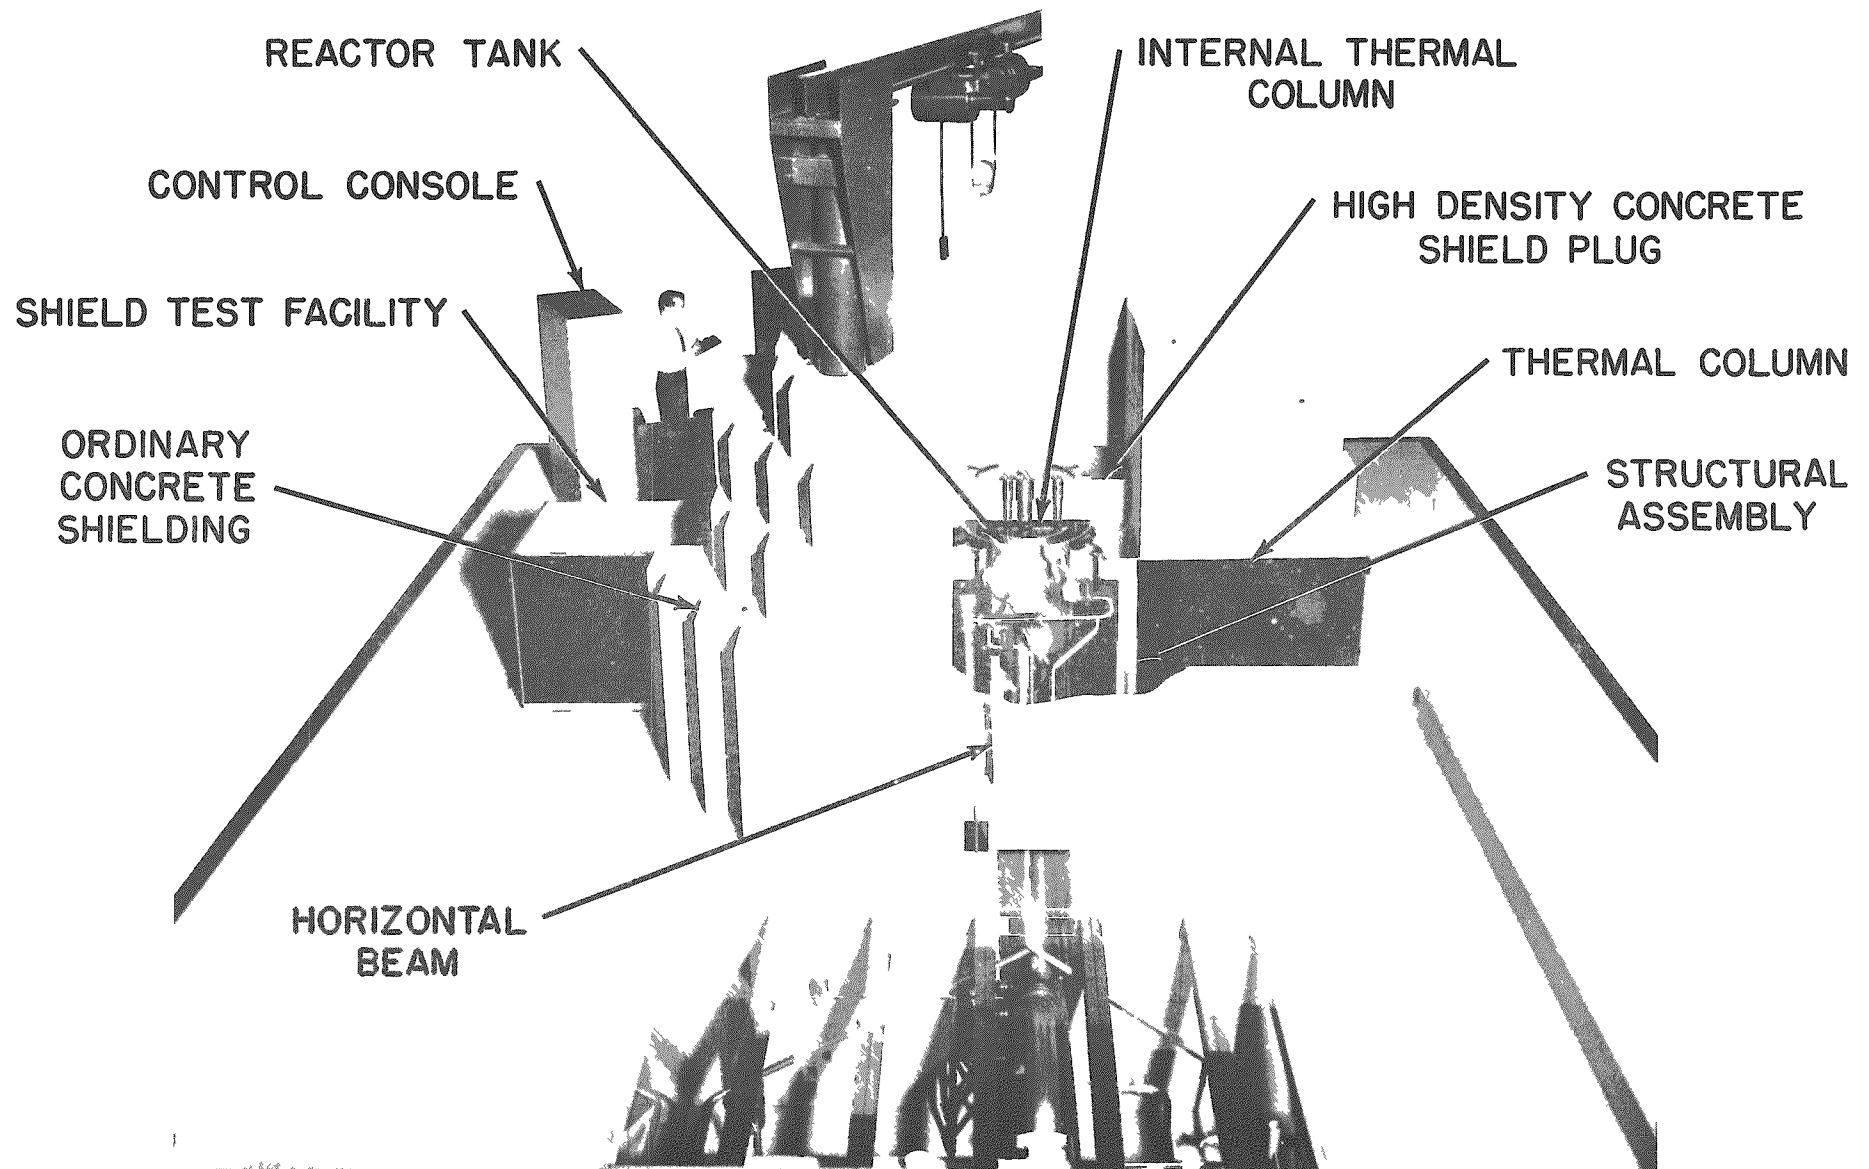 REACTOR TANK
INTERNAL THERMAL
COLUMN
CONTROL CONSOLE
HIGH DENSITY CONCRETE
SHIELD PLUG
SHIELD TEST FACILITY
THERMAL COLUMN
ORDINARY
CONCRETE
SHIELDING
STRUCTURAL
ASSEMBLY
HORIZONTAL
BEAM